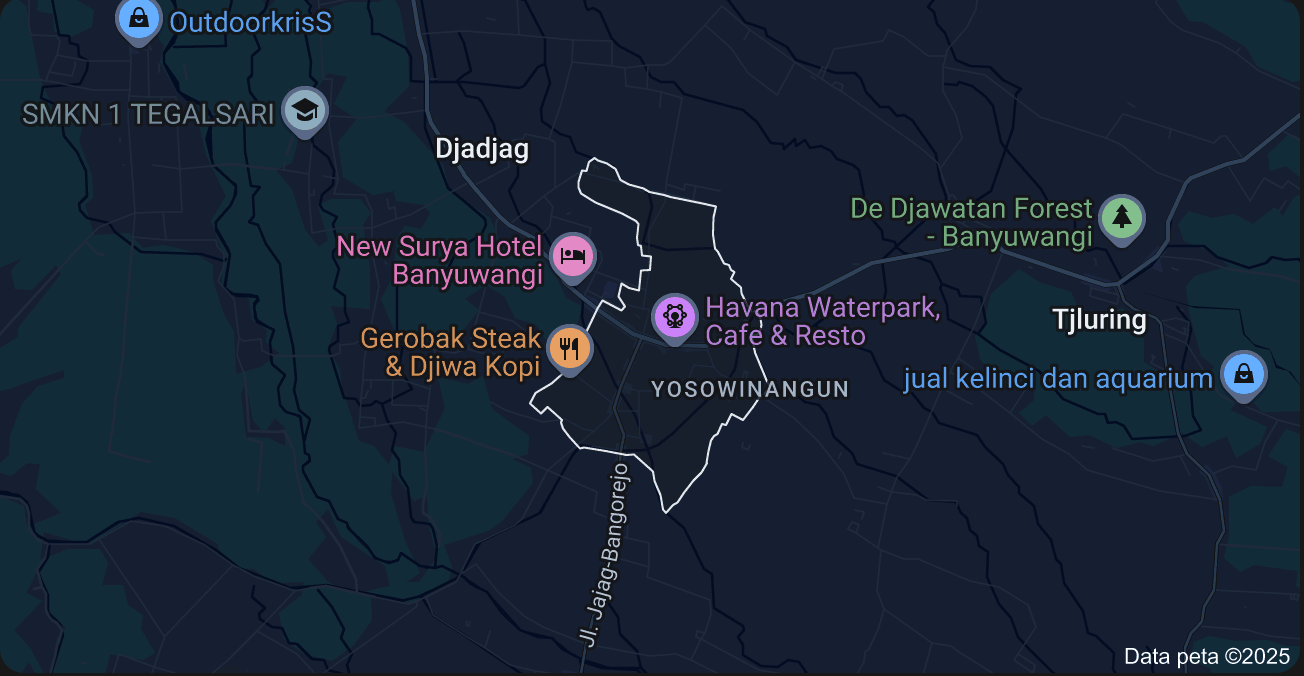 OutdoorkrisS
SMKN 1 TEGALSARI
Djadjag
De Djawatan Forest
- Banyuwangi
New Surya Hotel
Banyuwangi
Havana Waterpark,
Cafe & Resto
Tjluring
Gerobak Steak
& Djiwa Kopi
YOSOWINANGUN
jual kelinci dan aquarium
Jl. Jajag-Bangorejo
Data peta ©2025